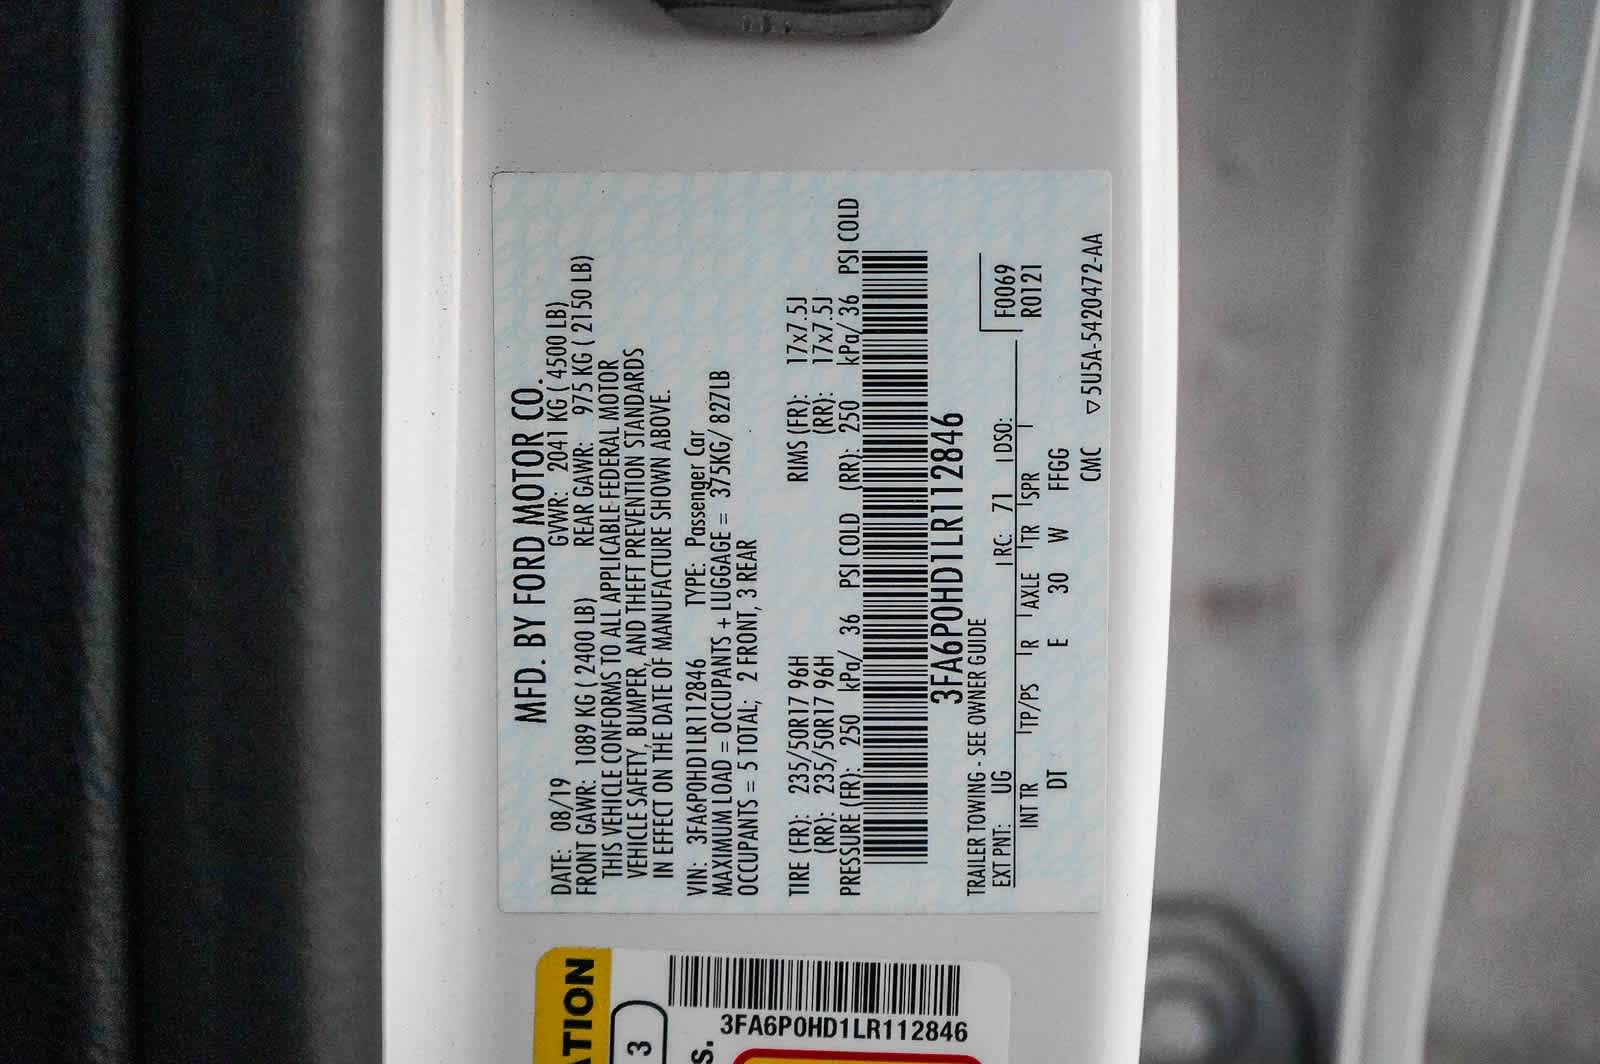 MFD. BY FORD MOTOR CO.
DATE: 08/19 GVWR: 2041 KG ( 4500 LB)
FRONT GAWR: 1089 KG ( 2400 LB) REAR GAWR: 975 KG ( 2150 LB)
THIS VEHICLE CONFORMS TO ALL APPLICABLE FEDERAL MOTOR
VEHICLE SAFETY, BUMPER, AND THEFT PREVENTION STANDARDS
IN EFFECT ON THE DATE OF MANUFACTURE SHOWN ABOVE.
VIN: 3FA6P0HD1LR112846 TYPE: Passenger Car
MAXIMUM LOAD = OCCUPANTS + LUGGAGE = 375KG/ 827LB
OCCUPANTS = 5 TOTAL; 2 FRONT, 3 REAR
TIRE (FR): 235/50R17 96H RIMS (FR): 17x7.5J
(RR): 235/50R17 96H (RR): 17x7.5J
PRESSURE (FR): 250 kPa/ 36 PSI COLD (RR): 250 kPa/ 36 PSI COLD
3FA6P0HD1LR112846
TRAILER TOWING - SEE OWNER GUIDE
EXT PNT: UG RC: 71 DSO: F0069
INT TR TP/PS R AXLE TR SPR R0121
DT E 30 W FFGG
CMC ▽5U5A-5420472-AA
ATION
3
3FA6P0HD1LR112846
s.